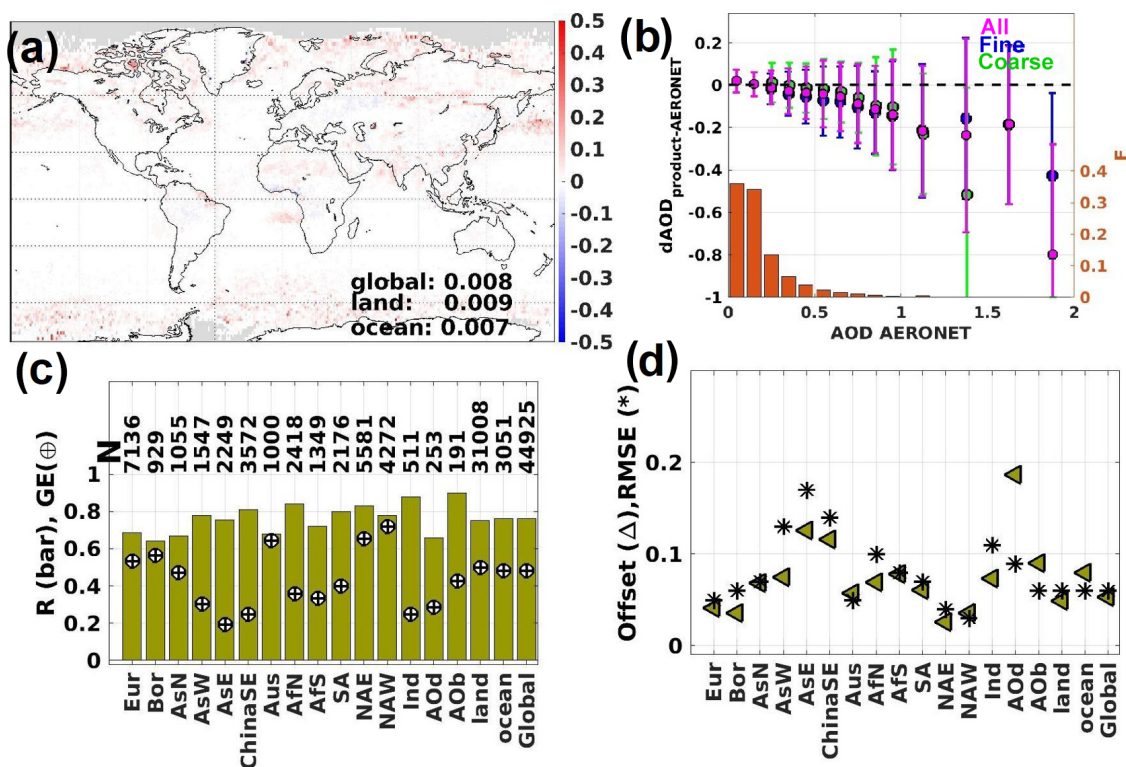 (a)
0.5
0.4
0.3
0.2
0.1
0
-0.1
-0.2
-0.3
-0.4
-0.5
global: 0.008
land: 0.009
ocean: 0.007
(b)
All
Fine
Coarse
0.2
0
-0.2
-0.4
-0.6
-0.8
-1
dAOD product-AERONET
0.4
0.3
0.2
0.1
0
F
0 0.5 1 1.5 2
AOD AERONET
(c)
N
7136 929 1055 1547 2249 3572 1000 2418 1349 2176 5581 4272 511 253 191 31008 3051 44925
1
0.8
0.6
0.4
0.2
0
R (bar), GE(⊕)
Eur Bor AsN AsW AsE ChinaSE Aus AfN AfS SA NAE NAW Ind AOd AOb land ocean Global
(d)
0.2
0.1
0
Offset (△),RMSE (*)
Eur Bor AsN AsW AsE ChinaSE Aus AfN AfS SA NAE NAW Ind AOd AOb land ocean Global